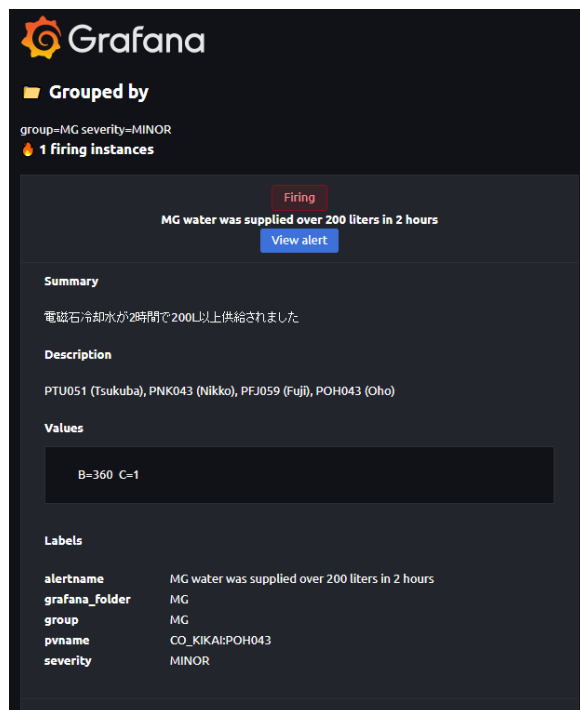 Grafana
Grouped by
group=MG severity=MINOR
1 firing instances
Firing
MG water was supplied over 200 liters in 2 hours
View alert
Summary
電磁石冷却水が2時間で200L以上供給されました
Description
PTU051 (Tsukuba), PNK043 (Nikko), PFJ059 (Fuji), POH043 (Oho)
Values
B=360 C=1
Labels
alertname MG water was supplied over 200 liters in 2 hours
grafana_folder MG
group MG
pvname CO_KIKAI:POH043
severity MINOR